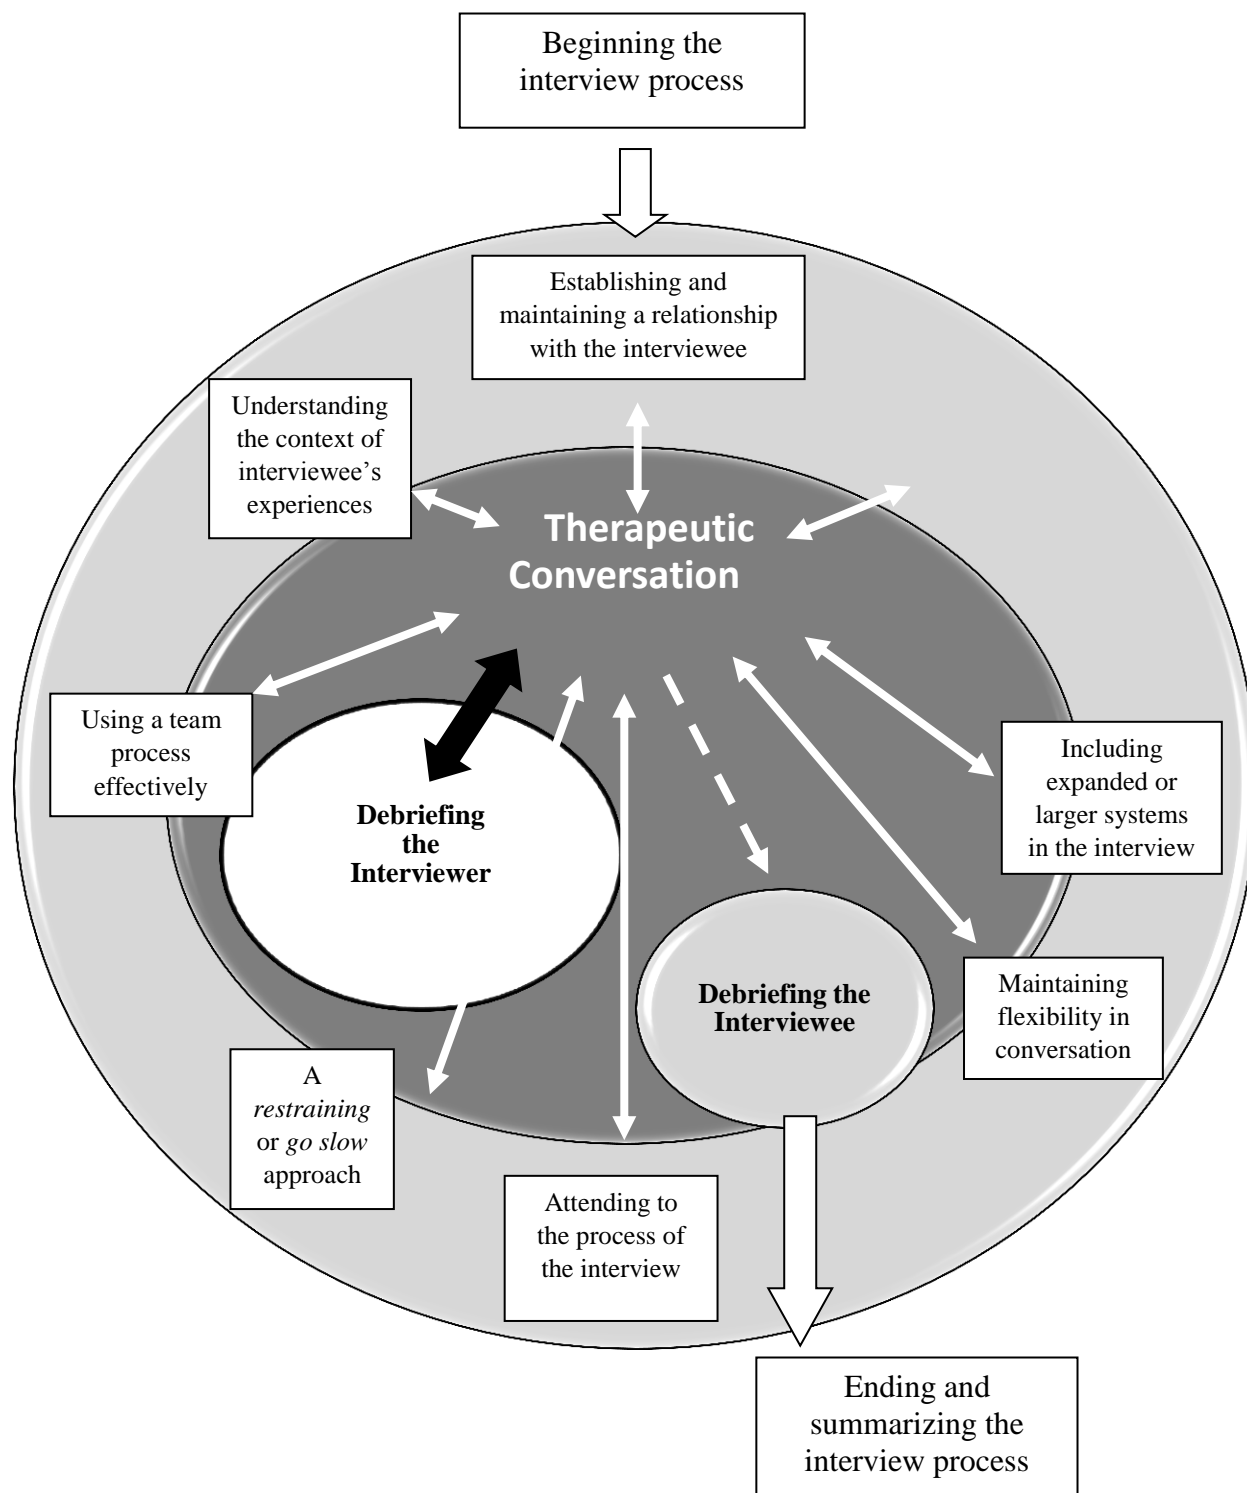 Beginning the
interview process
Establishing and
maintaining a relationship
with the interviewee
Understanding
the context of
interviewee’s
experiences
Therapeutic
Conversation
Using a team
process
effectively
Debriefing
the
Interviewer
Including
expanded or
larger systems
in the interview
Debriefing the
Interviewee
Maintaining
flexibility in
conversation
A
restraining
or go slow
approach
Attending to
the process of
the interview
Ending and
summarizing the
interview process